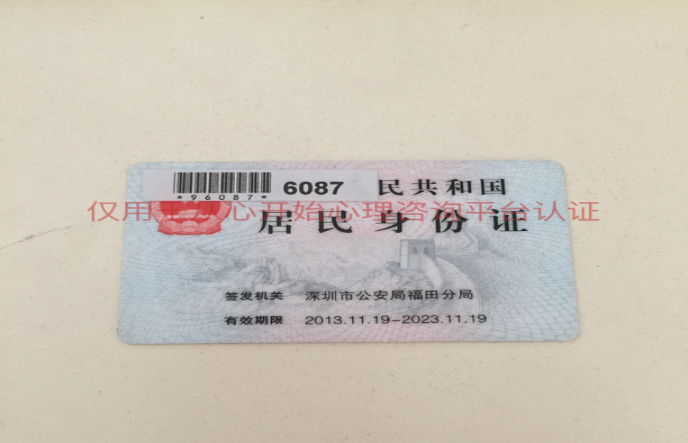 6087 民共和国
*96087*
仅用 心开始心理咨询平台认证
居民身份证
签发机关 深圳市公安局福田分局
有效期限 2013.11.19-2023.11.19